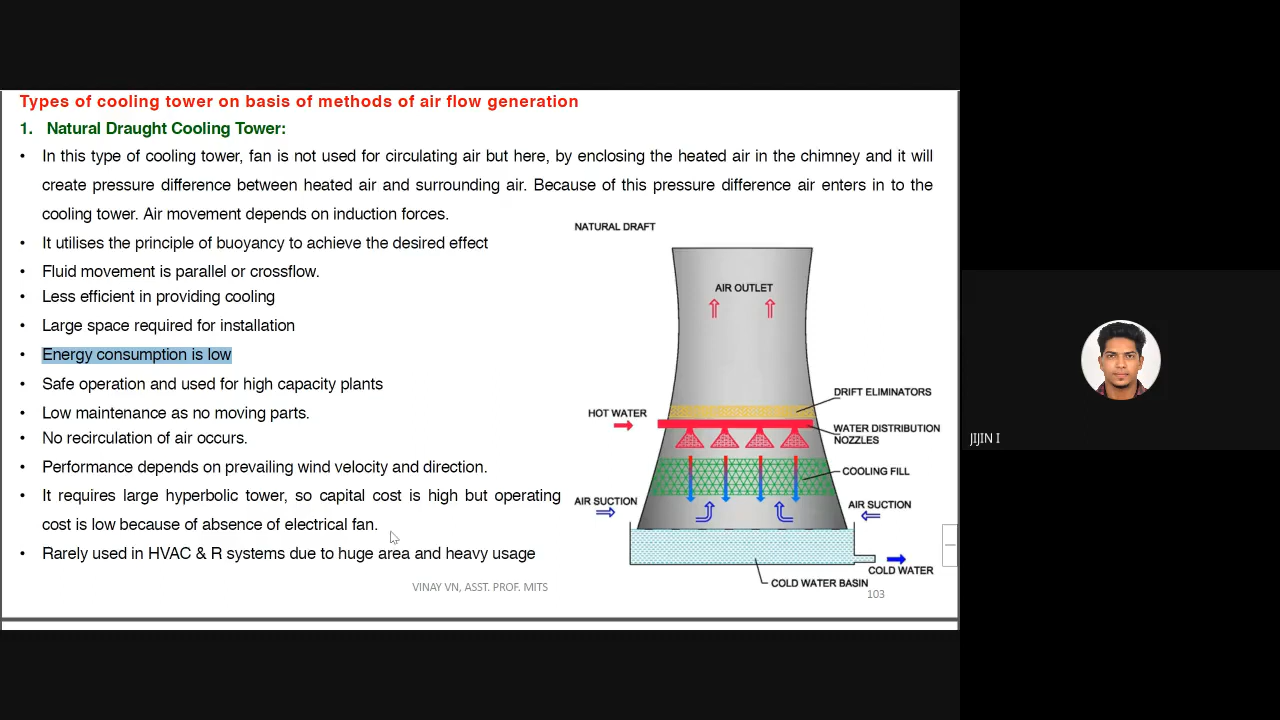 Types of cooling tower on basis of methods of air flow generation
1. Natural Draught Cooling Tower:
• In this type of cooling tower, fan is not used for circulating air but here, by enclosing the heated air in the chimney and it will
create pressure difference between heated air and surrounding air. Because of this pressure difference air enters in to the
cooling tower. Air movement depends on induction forces.
• It utilises the principle of buoyancy to achieve the desired effect
• Fluid movement is parallel or crossflow.
• Less efficient in providing cooling
• Large space required for installation
• Energy consumption is low
• Safe operation and used for high capacity plants
• Low maintenance as no moving parts.
• No recirculation of air occurs.
• Performance depends on prevailing wind velocity and direction.
• It requires large hyperbolic tower, so capital cost is high but operating
cost is low because of absence of electrical fan.
• Rarely used in HVAC & R systems due to huge area and heavy usage
NATURAL DRAFT
AIR OUTLET
DRIFT ELIMINATORS
HOT WATER
WATER DISTRIBUTION
NOZZLES
COOLING FILL
AIR SUCTION
AIR SUCTION
COLD WATER
COLD WATER BASIN
VINAY VN, ASST. PROF. MITS
103
JIJIN I